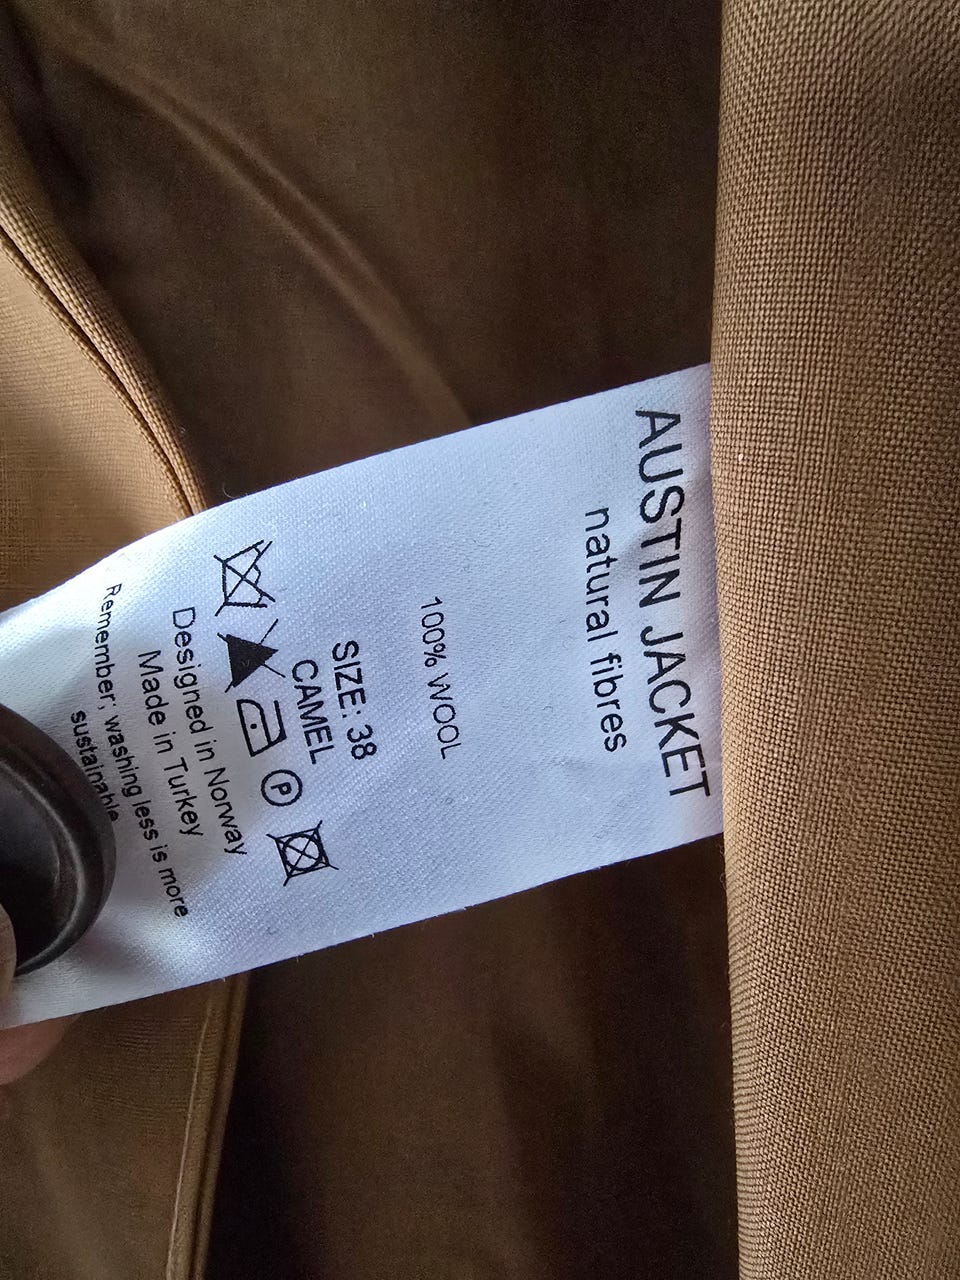 AUSTIN JACKET
natural fibres
100% WOOL
SIZE: 38
CAMEL
P
Designed in Norway
Made in Turkey
Remember; washing less is more
sustainable